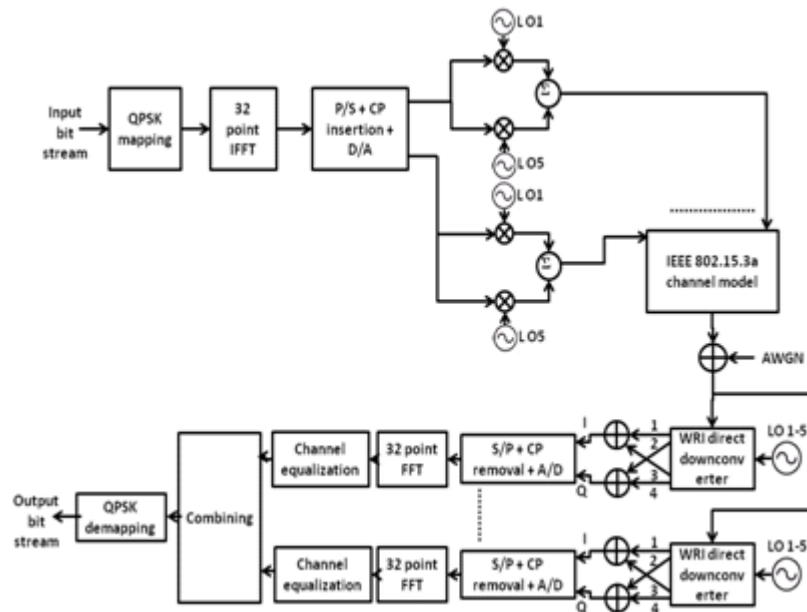 Input
bit
stream
QPSK
mapping
32
point
IFFT
P/S + CP
insertion +
D/A
LO1
Σ
LO5
LO1
Σ
LO5
IEEE 802.15.3a
channel model
AWGN
LO 1-5
WRI direct
downconv
erter
1
2
3
4
I
Q
S/P + CP
removal + A/D
32 point
FFT
Channel
equalization
Combining
QPSK
demapping
Output
bit
stream
LO 1-5
WRI direct
downconv
erter
1
2
3
4
I
Q
S/P + CP
removal + A/D
32 point
FFT
Channel
equalization